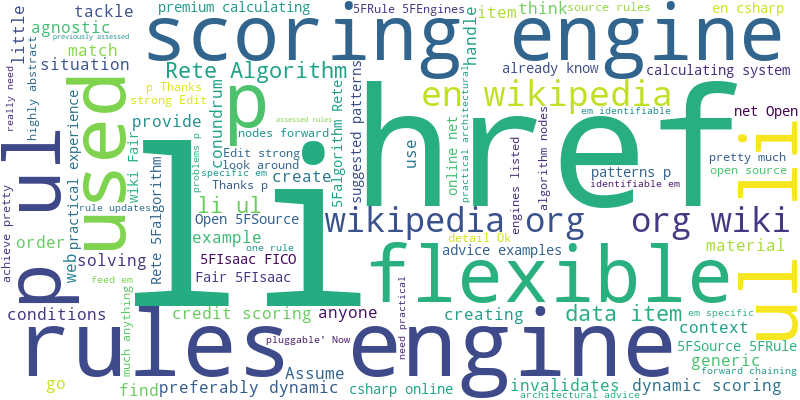 premium calculating
5FRule 5FEngines
item
think
source rules
en csharp
tackle
previously assessed
agnostic
little
scoring engine
handle
match
situation
highly abstract
really need
Rete Algorithm
already know
calculating system
p Thanks
strong Edit
p
conundrum
en wikipedia
em identifiable
net Open
used
provide
nodes forward
assessed rules
href
suggested patterns
5Falgorithm Rete
use
online net
practical architectural
engines listed
algorithm nodes
pretty much
open source
li
ul
p ul
wiki Fair
practical experience
Edit strong
look around
problems p
specific em
Thanks p
create
patterns p
identifiable em
achieve pretty
rule updates
web
Rete 5Falgorithm
li ul
Open 5FSource
wikipedia org
org wiki
ul li
order
example
one rule
detail Ok
material
solving
5FIsaac FICO
Fair 5FIsaac
advice examples
feed em
flexible
conditions
much anything
credit scoring
anyone
need practical
creating
data item
em specific
context
rules engine
pluggable' Now
5FSource 5FRule
generic
forward chaining
go
find
preferably dynamic
Assume
csharp online
invalidates
architectural advice
dynamic scoring